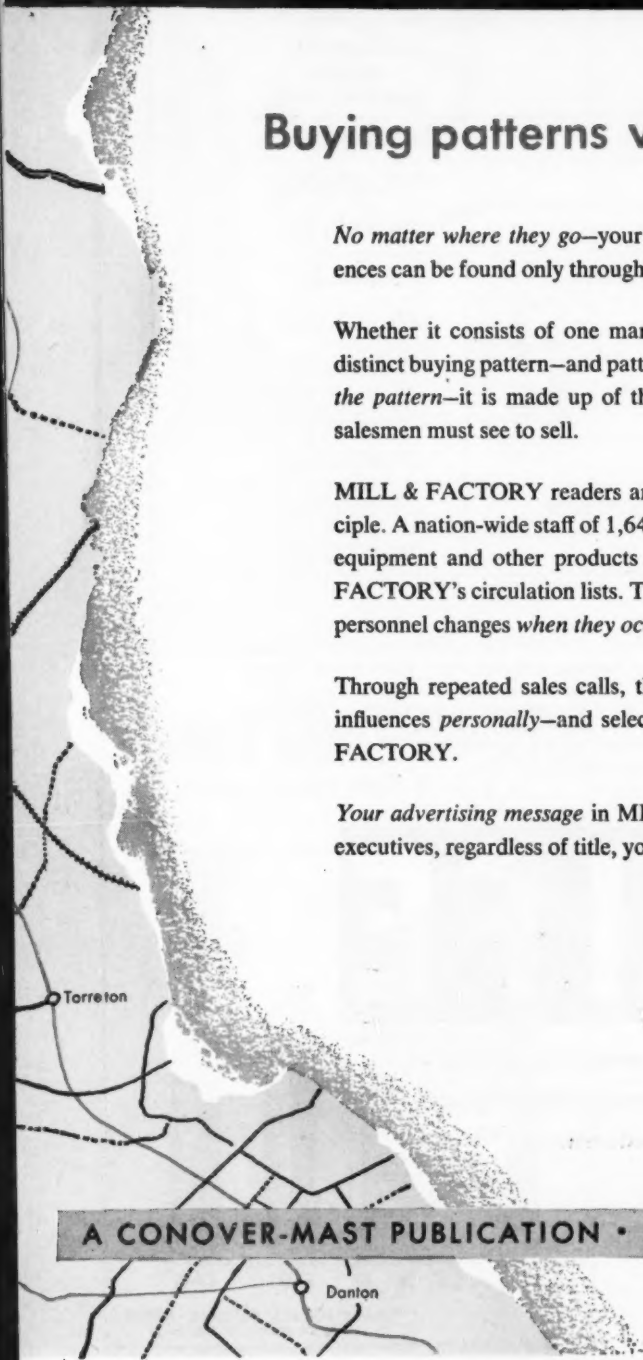 Buying patterns v
No matter where they go—your
ences can be found only through
Whether it consists of one mar
distinct buying pattern—and patt
the pattern—it is made up of th
salesmen must see to sell.
MILL & FACTORY readers ar
ciple. A nation-wide staff of 1,64
equipment and other products
FACTORY's circulation lists. T
personnel changes when they oc
Through repeated sales calls, th
influences personally—and selec
FACTORY.
Your advertising message in MI
executives, regardless of title, yo
Torreton
A CONOVER-MAST PUBLICATION •
Danton